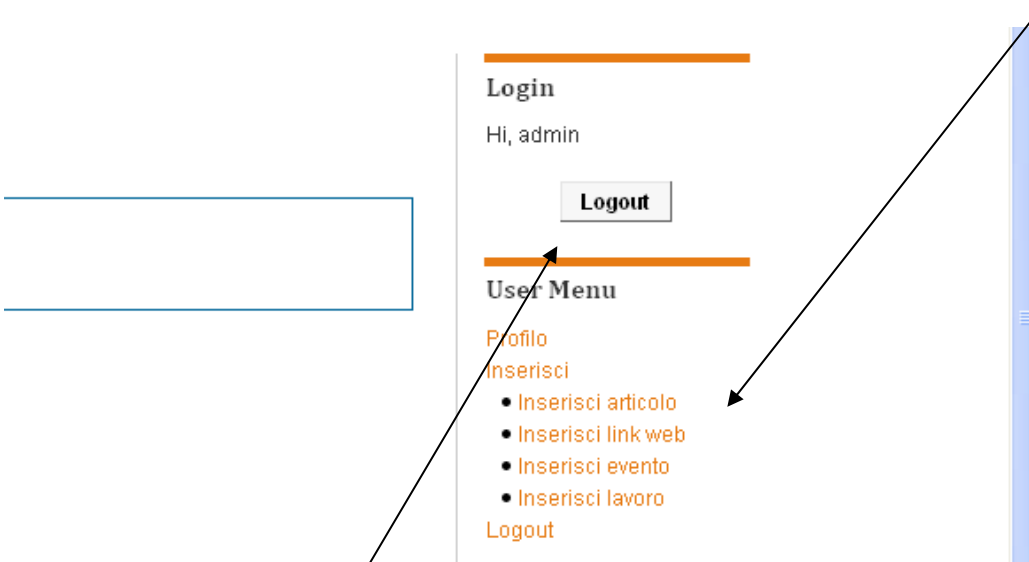 Login
Hi, admin
Logout
User Menu
Profilo
Inserisci
• Inserisci articolo
• Inserisci link web
• Inserisci evento
• Inserisci lavoro
Logout